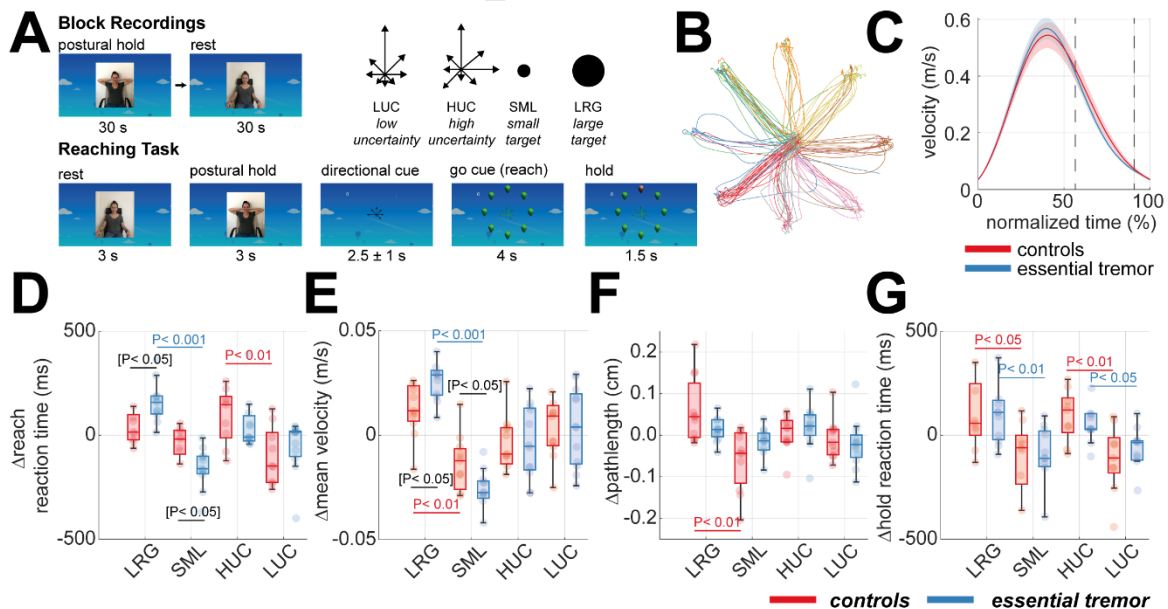 A
Block Recordings
postural hold
rest
30 s
30 s
LUC
low
uncertainty
HUC
high
uncertainty
SML
small
target
LRG
large
target
Reaching Task
rest
postural hold
directional cue
go cue (reach)
hold
3 s
3 s
2.5 ± 1 s
4 s
1.5 s
B
C
velocity (m/s)
0.6
0.4
0.2
0
0
50
100
normalized time (%)
controls
essential tremor
D
Δreach
reaction time (ms)
500
0
-500
[P< 0.05]
P< 0.001
P< 0.01
[P< 0.05]
LRG
SML
HUC
LUC
E
Δmean velocity (m/s)
0.05
0
-0.05
P< 0.001
[P< 0.05]
[P< 0.05]
P< 0.01
LRG
SML
HUC
LUC
F
Δpathlength (cm)
0.2
0.1
0
-0.1
-0.2
P< 0.01
LRG
SML
HUC
LUC
G
Δhold reaction time (ms)
500
0
-500
P< 0.05
P< 0.01
P< 0.01
P< 0.05
LRG
SML
HUC
LUC
controls
essential tremor